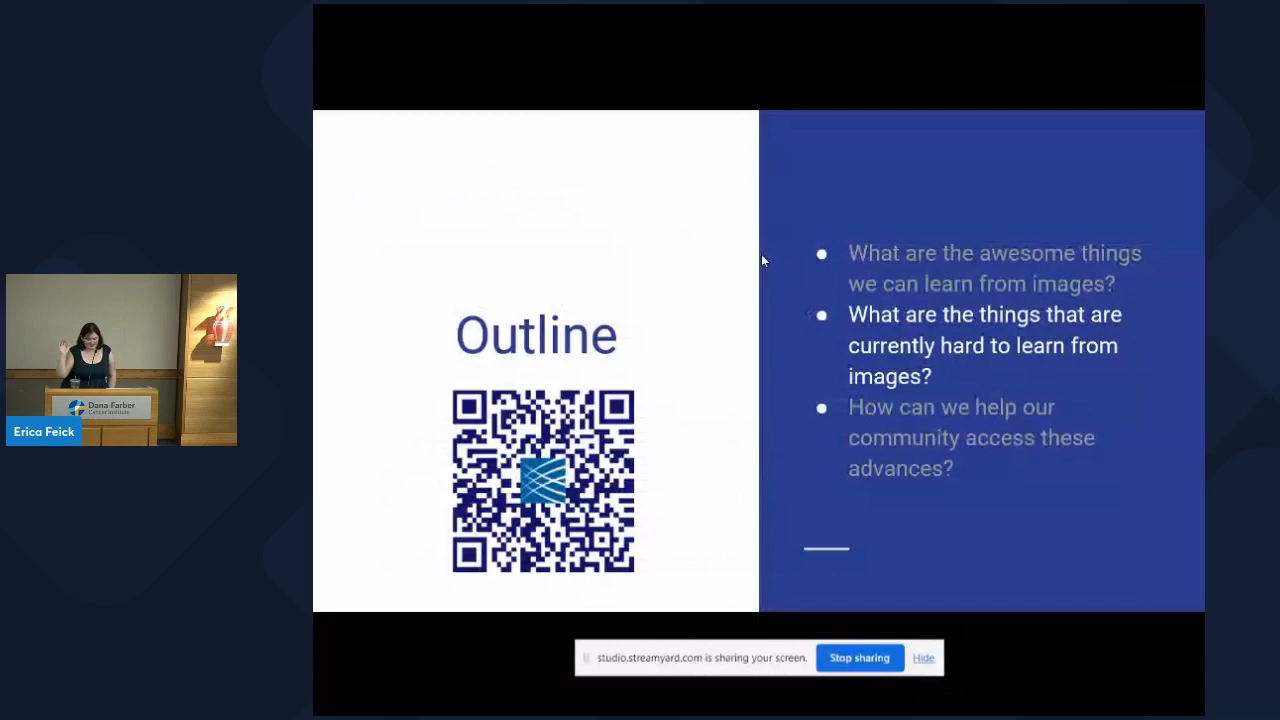 Outline
What are the awesome things
we can learn from images?
What are the things that are
currently hard to learn from
images?
How can we help our
community access these
advances?
Dana-Farber
Cancer Institute
Erica Feick
studio.streamyard.com is sharing your screen.
Stop sharing
Hide